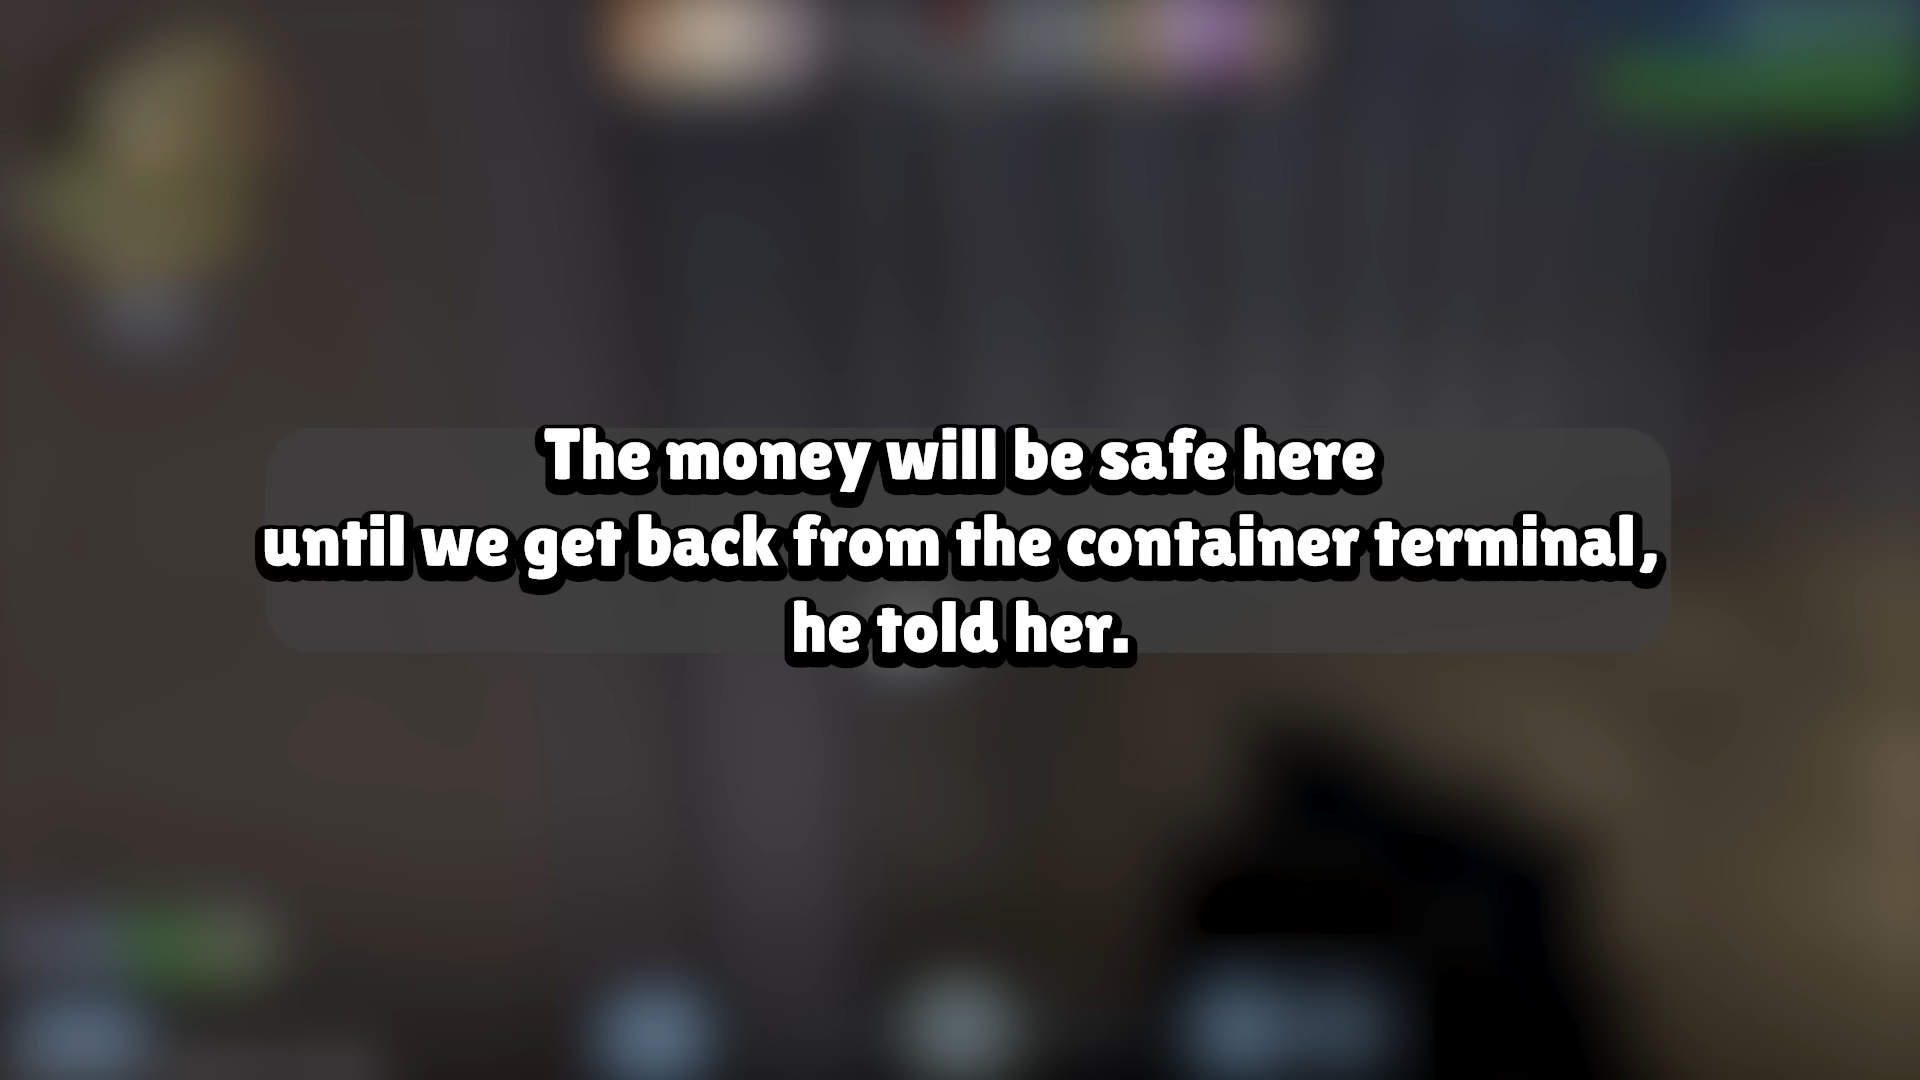 The money will be safe here
until we get back from the container terminal,
he told her.